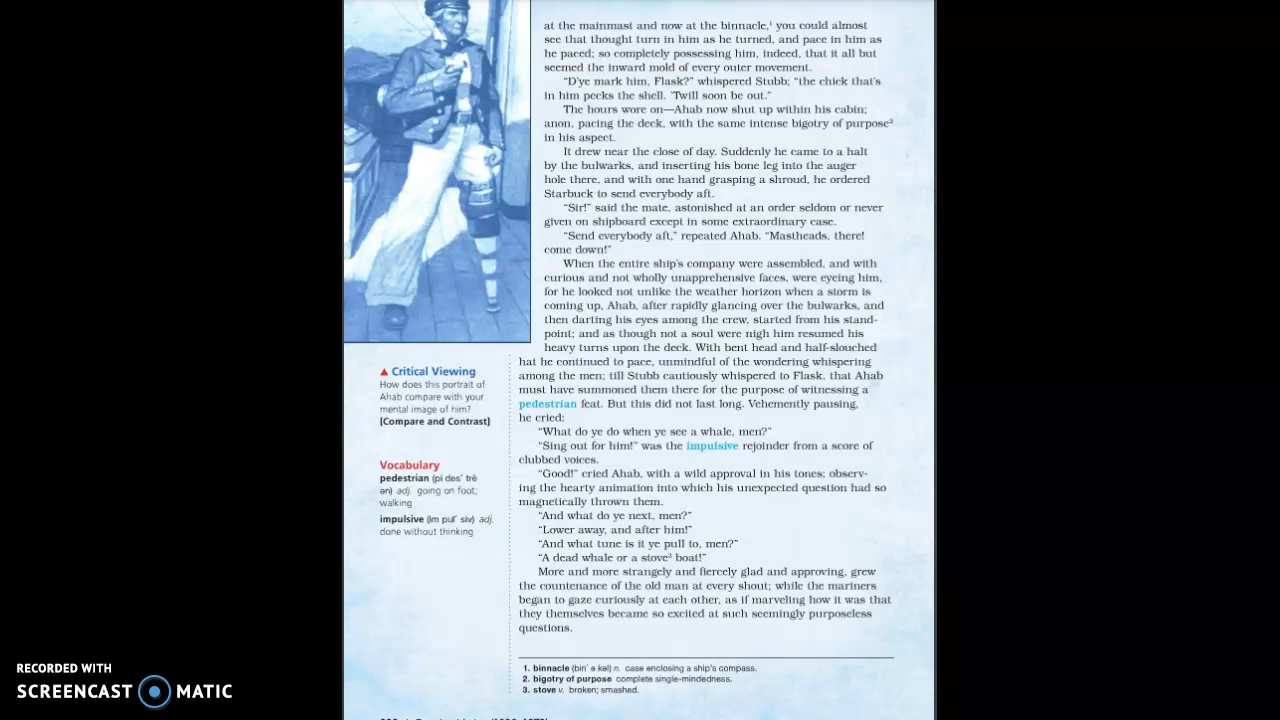 at the mainmast and now at the binnacle,¹ you could almost
see that thought turn in him as he turned, and pace in him as
he paced; so completely possessing him, indeed, that it all but
seemed the inward mold of every outer movement.
“D’ye mark him, Flask?” whispered Stubb; “the chick that’s
in him pecks the shell. ’Twill soon be out.”
The hours wore on—Ahab now shut up within his cabin;
anon, pacing the deck, with the same intense bigotry of purpose²
in his aspect.
It drew near the close of day. Suddenly he came to a halt
by the bulwarks, and inserting his bone leg into the auger
hole there, and with one hand grasping a shroud, he ordered
Starbuck to send everybody aft.
“Sir!” said the mate, astonished at an order seldom or never
given on shipboard except in some extraordinary case.
“Send everybody aft,” repeated Ahab. “Mastheads, there!
come down!”
When the entire ship’s company were assembled, and with
curious and not wholly unapprehensive faces, were eyeing him,
for he looked not unlike the weather horizon when a storm is
coming up, Ahab, after rapidly glancing over the bulwarks, and
then darting his eyes among the crew, started from his stand-
point; and as though not a soul were nigh him resumed his
heavy turns upon the deck. With bent head and half-slouched
hat he continued to pace, unmindful of the wondering whispering
among the men; till Stubb cautiously whispered to Flask, that Ahab
must have summoned them there for the purpose of witnessing a
pedestrian feat. But this did not last long. Vehemently pausing,
he cried:
“What do ye do when ye see a whale, men?”
“Sing out for him!” was the impulsive rejoinder from a score of
clubbed voices.
“Good!” cried Ahab, with a wild approval in his tones; observ-
ing the hearty animation into which his unexpected question had so
magnetically thrown them.
“And what do ye next, men?”
“Lower away, and after him!”
“And what tune is it ye pull to, men?”
“A dead whale or a stove³ boat!”
More and more strangely and fiercely glad and approving, grew
the countenance of the old man at every shout; while the mariners
began to gaze curiously at each other, as if marveling how it was that
they themselves became so excited at such seemingly purposeless
questions.
▲ Critical Viewing
How does this portrait of
Ahab compare with your
mental image of him?
[Compare and Contrast]
Vocabulary
pedestrian (pi des´ trē
ən) adj. going on foot;
walking
impulsive (im pul´ siv) adj.
done without thinking
1. binnacle (bin´ ə kəl) n. case enclosing a ship’s compass.
2. bigotry of purpose complete single-mindedness.
3. stove v. broken; smashed.
RECORDED WITH
SCREENCAST MATIC